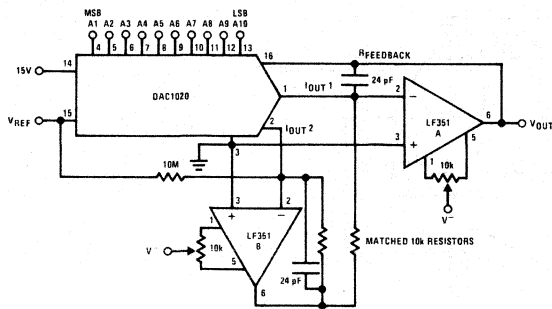 MSB LSB
A1 A2 A3 A4 A5 A6 A7 A8 A9 A10
4 5 6 7 8 9 10 11 12 13
16
RFEEDBACK
15V
14
24 pF
DAC1020
1
IOUT 1
2
6
VOUT
VREF
15
2
IOUT 2
LF351
A
5
3
3
1
10k
10M
V−
3
2
1
LF351
B
MATCHED 10k RESISTORS
V−
10k
5
24 pF
6